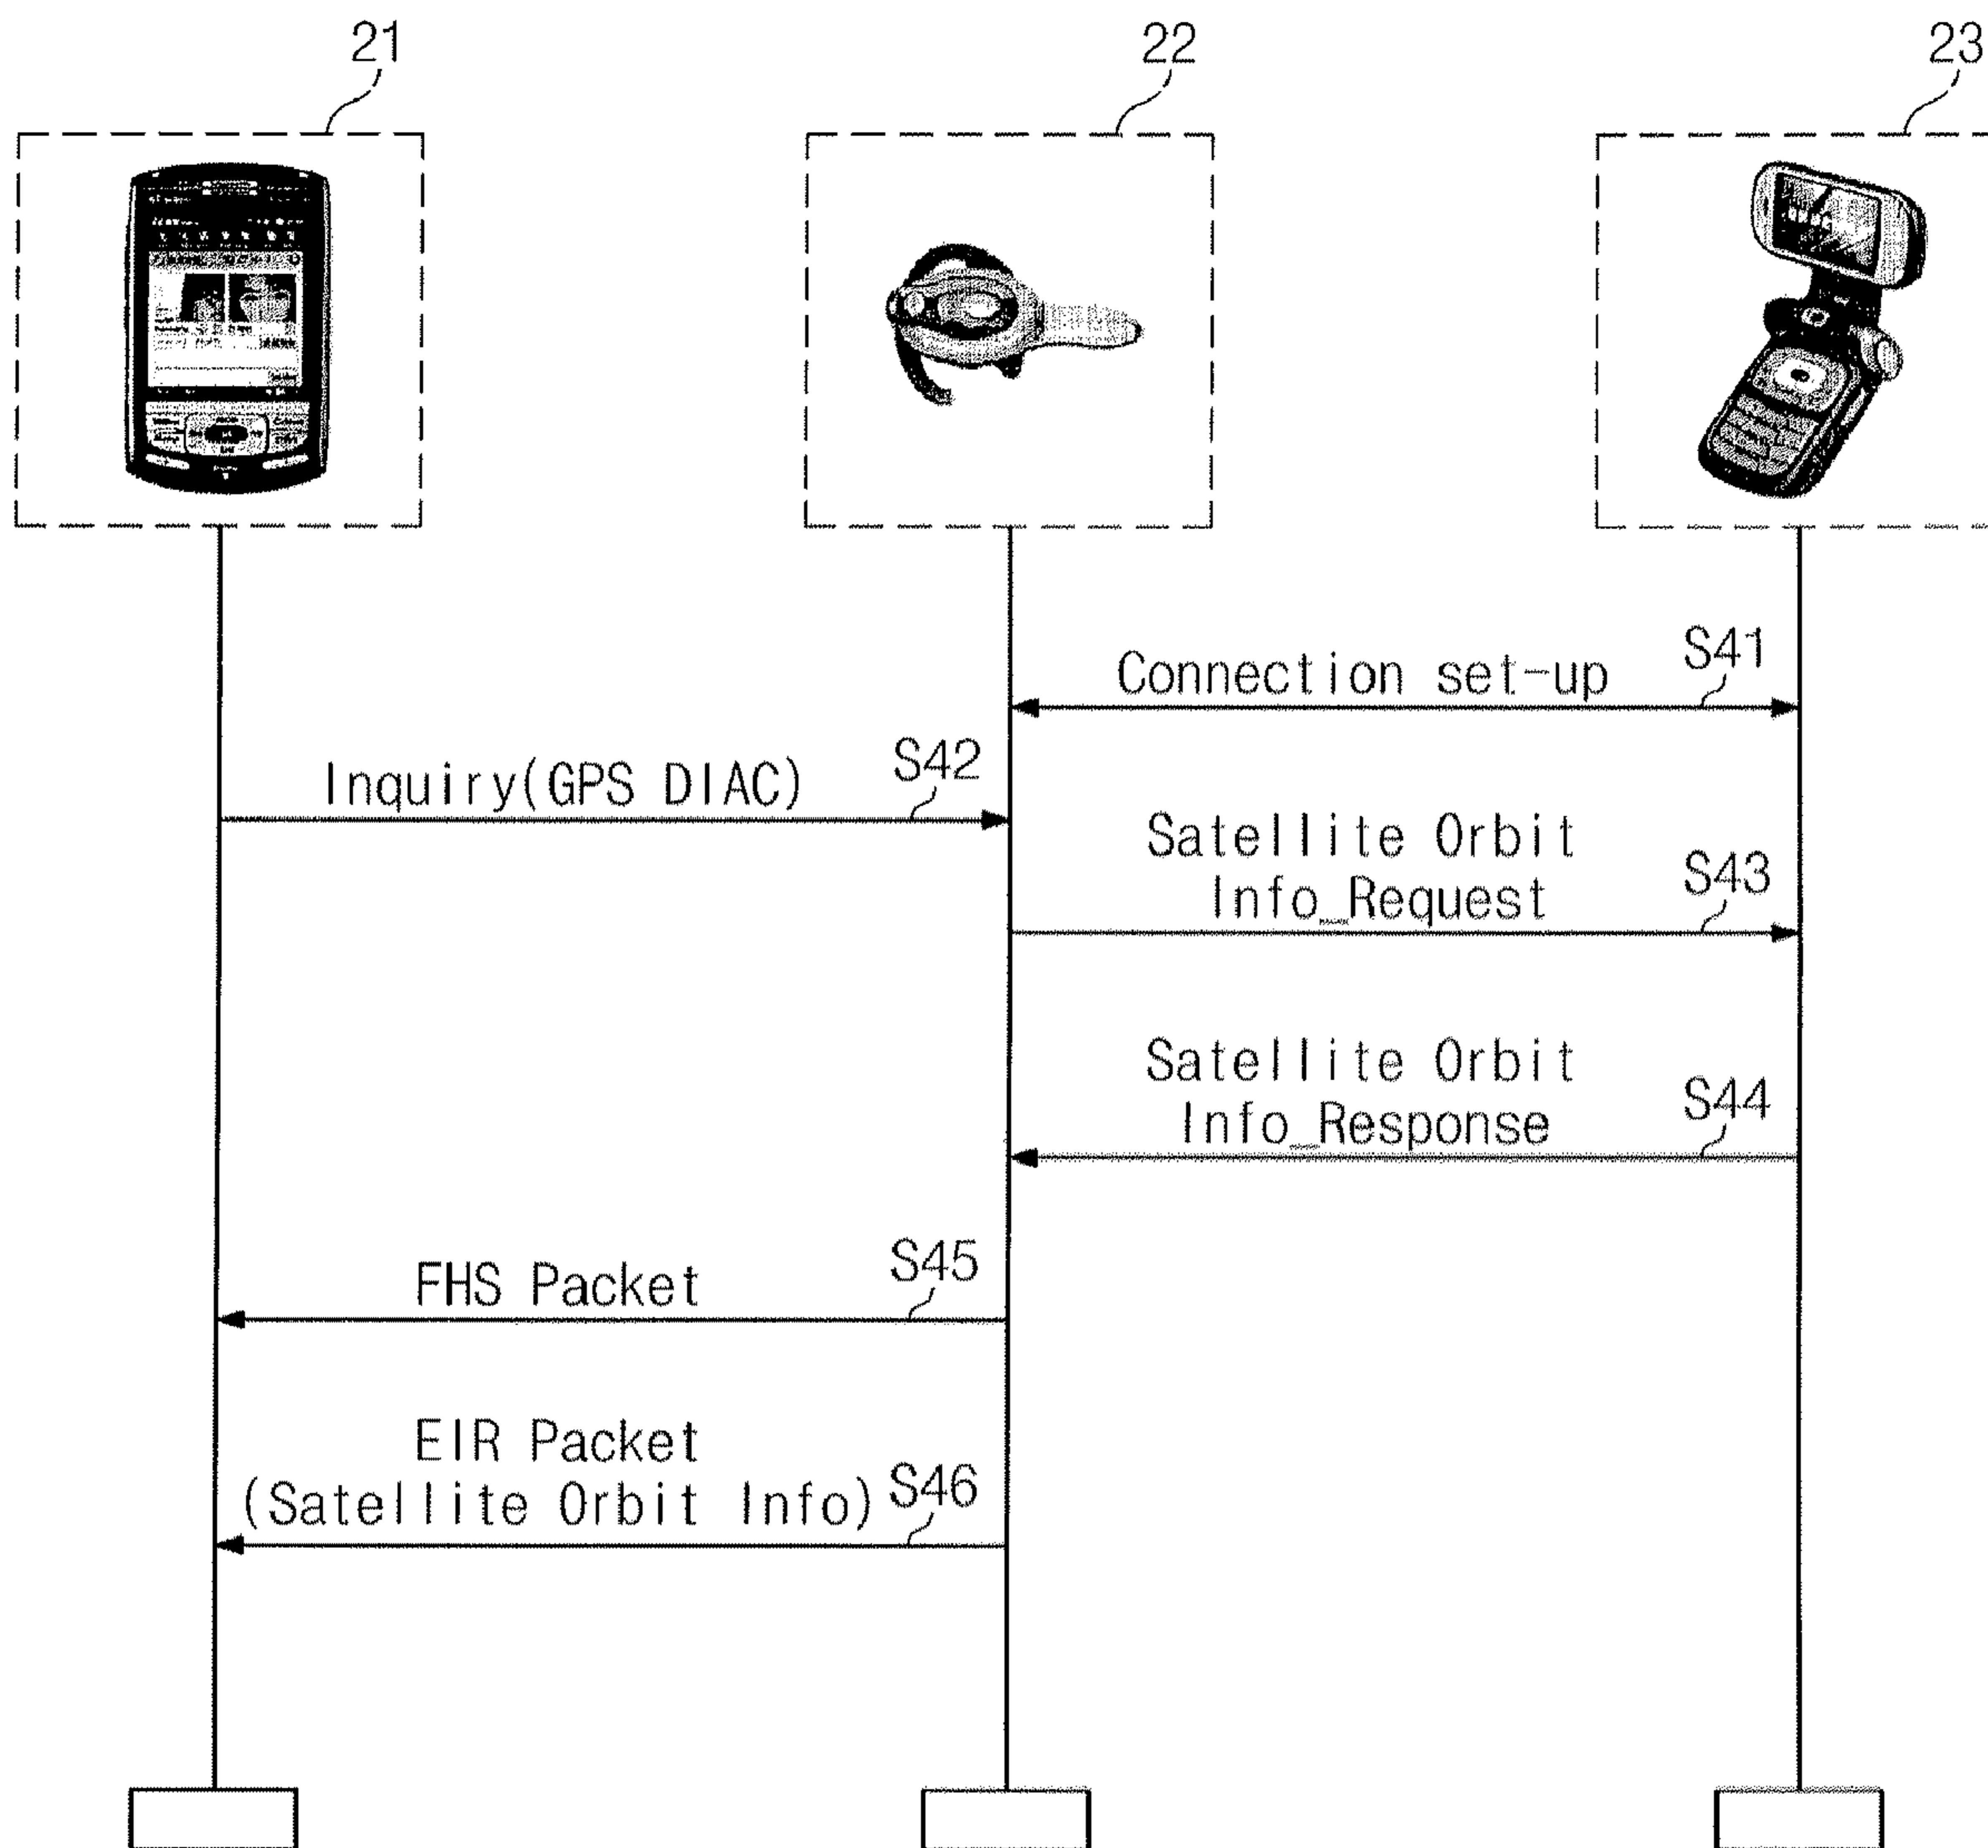 21
22
23
S41
Connection set-up
S42
Inquiry(GPS DIAC)
Satellite Orbit
Info_Request
S43
Satellite Orbit
Info_Response
S44
S45
FHS Packet
EIR Packet
(Satellite Orbit Info)
S46